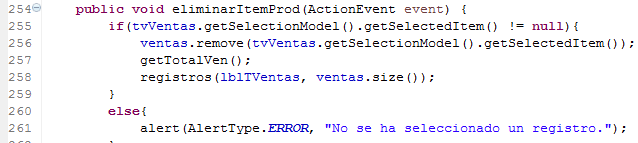 254 public void eliminarItemProd(ActionEvent event) {
255 if(tvVentas.getSelectionModel().getSelectedItem() != null){
256 ventas.remove(tvVentas.getSelectionModel().getSelectedItem());
257 getTotalVen();
258 registros(lblTVentas, ventas.size());
259 }
260 else{
261 alert(AlertType.ERROR, "No se ha seleccionado un registro.");